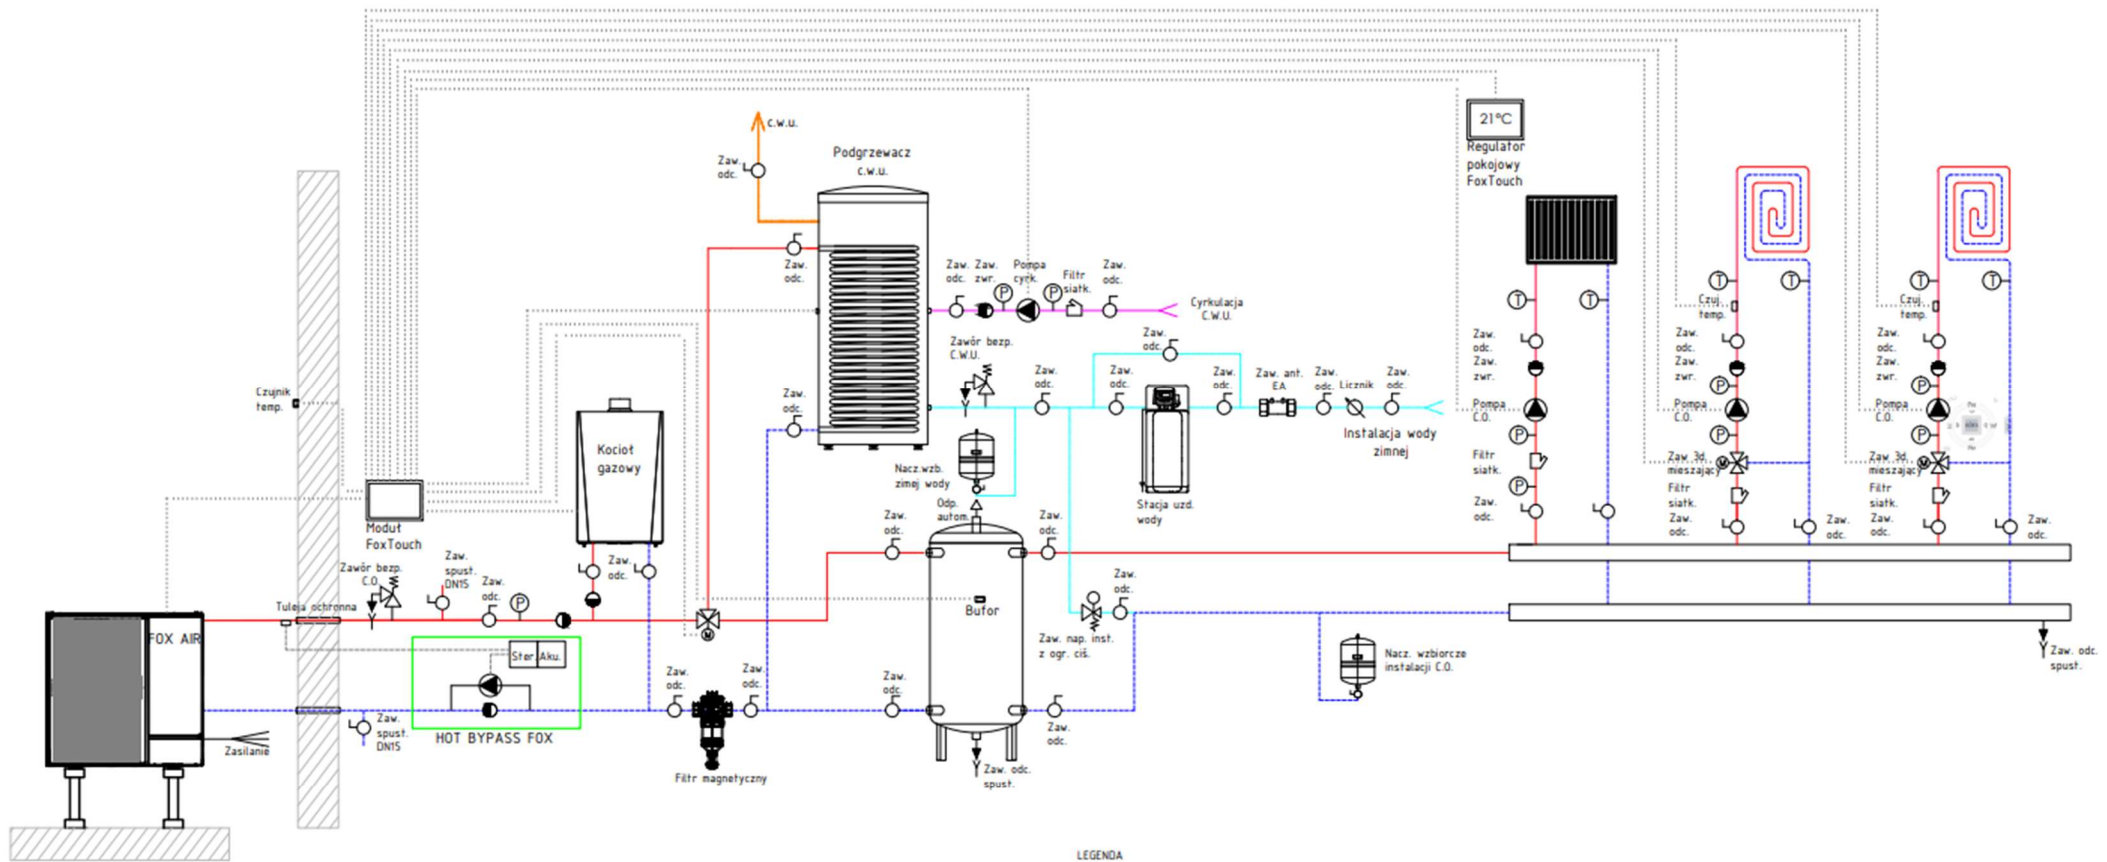 c.w.u.
Zaw.
odc.
Podgrzewacz
c.w.u.
21°C
Regulator
pokojowy
FoxTouch
Zaw.
odc.
Zaw.
odc.
Zaw.
zwr.
Pompa
cyrk.
Filtr
siatk.
Zaw.
odc.
P
P
Cyrkulacja
C.W.U.
Zawór bezp.
C.W.U.
Zaw.
odc.
Zaw.
odc.
Zaw.
odc.
Zaw.
odc.
Zaw. ant.
EA
Zaw.
odc.
Licznik
Zaw.
odc.
Instalacja wody
zimnej
Zaw.
odc.
Czujnik
temp.
Kocioł
gazowy
Nacz.wzb.
zimej wody
Odp.
autom.
Stacja uzd.
wody
Moduł
FoxTouch
T
T
Zaw.
odc.
Zaw.
zwr.
Pompa
C.O.
P
Filtr
siatk.
P
Zaw.
odc.
T
T
Czuj.
temp.
Zaw.
odc.
Zaw.
zwr.
P
Pompa
C.O.
P
Zaw. 3d.
mieszający
M
Filtr
siatk.
Zaw.
odc.
Zaw.
odc.
T
T
Czuj.
temp.
Zaw.
odc.
Zaw.
zwr.
P
Pompa
C.O.
P
Zaw. 3d.
mieszający
M
Filtr
siatk.
Zaw.
odc.
Zaw.
odc.
Zawór bezp.
C.O.
Zaw.
spust.
DN15
Zaw.
odc.
P
Zaw.
odc.
Zaw.
odc.
Zaw.
odc.
Tuleja ochronna
FOX AIR
Ster.
Aku.
M
Bufor
Zaw.
odc.
Zaw. nap. inst.
z ogr. ciś.
Zaw.
odc.
Zaw.
odc.
Zaw.
odc.
Zaw.
odc.
Nacz. wzbiorcze
instalacji C.O.
Zaw. odc.
spust.
Zaw.
spust.
DN15
HOT BYPASS FOX
Zasilanie
Filtr magnetyczny
Zaw. odc.
spust.
LEGENDA